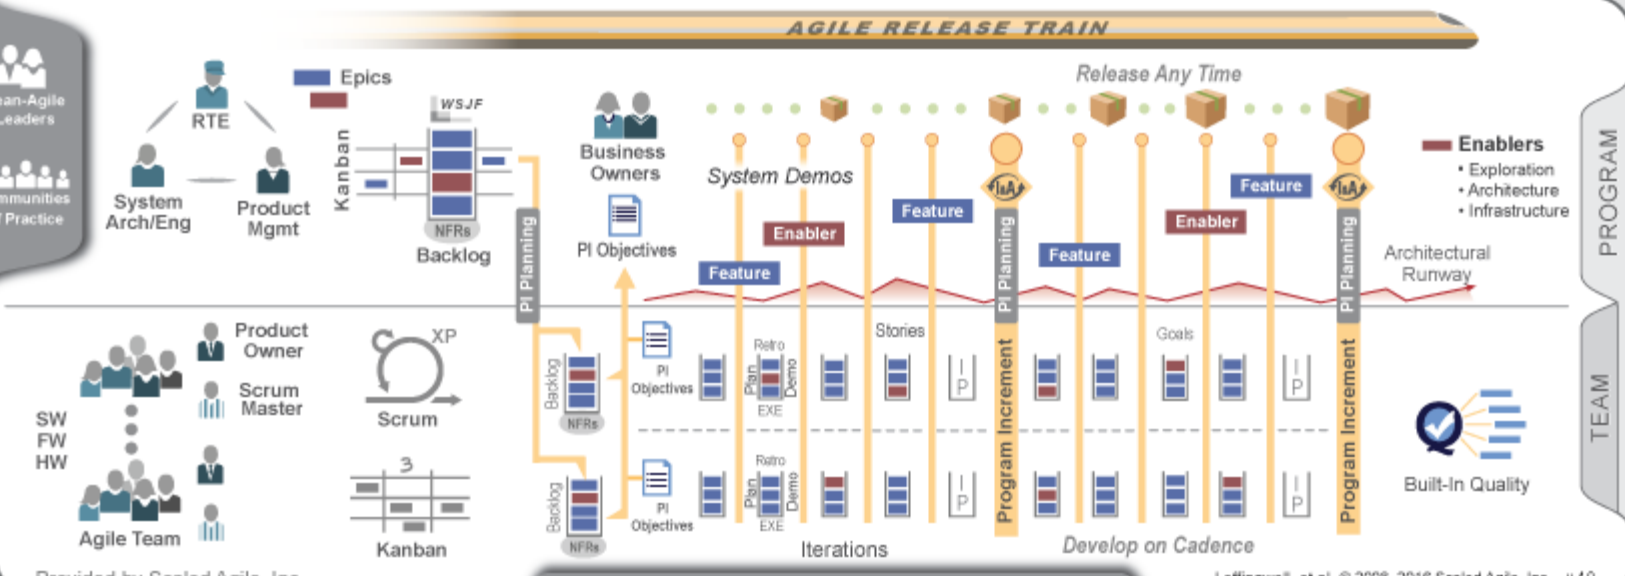 AGILE RELEASE TRAIN
Release Any Time
Leaders
Practice
RTE
System
Arch/Eng
Product
Mgmt
Epics
Kanban
WSJF
NFRs
Backlog
PI Planning
Business
Owners
PI Objectives
System Demos
Feature
Enabler
Feature
I&A
PI Planning
Feature
Enabler
Feature
I&A
PI Planning
Enablers
• Exploration
• Architecture
• Infrastructure
Architectural
Runway
PROGRAM
SW
FW
HW
Product
Owner
Scrum
Master
Agile Team
XP
Scrum
3
Kanban
Backlog
NFRs
PI
Objectives
Retro
Plan
Demo
EXE
Stories
I
P
Program Increment
Goals
I
P
Program Increment
Backlog
NFRs
PI
Objectives
Retro
Plan
Demo
EXE
I
P
I
P
Iterations
Develop on Cadence
Built-In Quality
TEAM